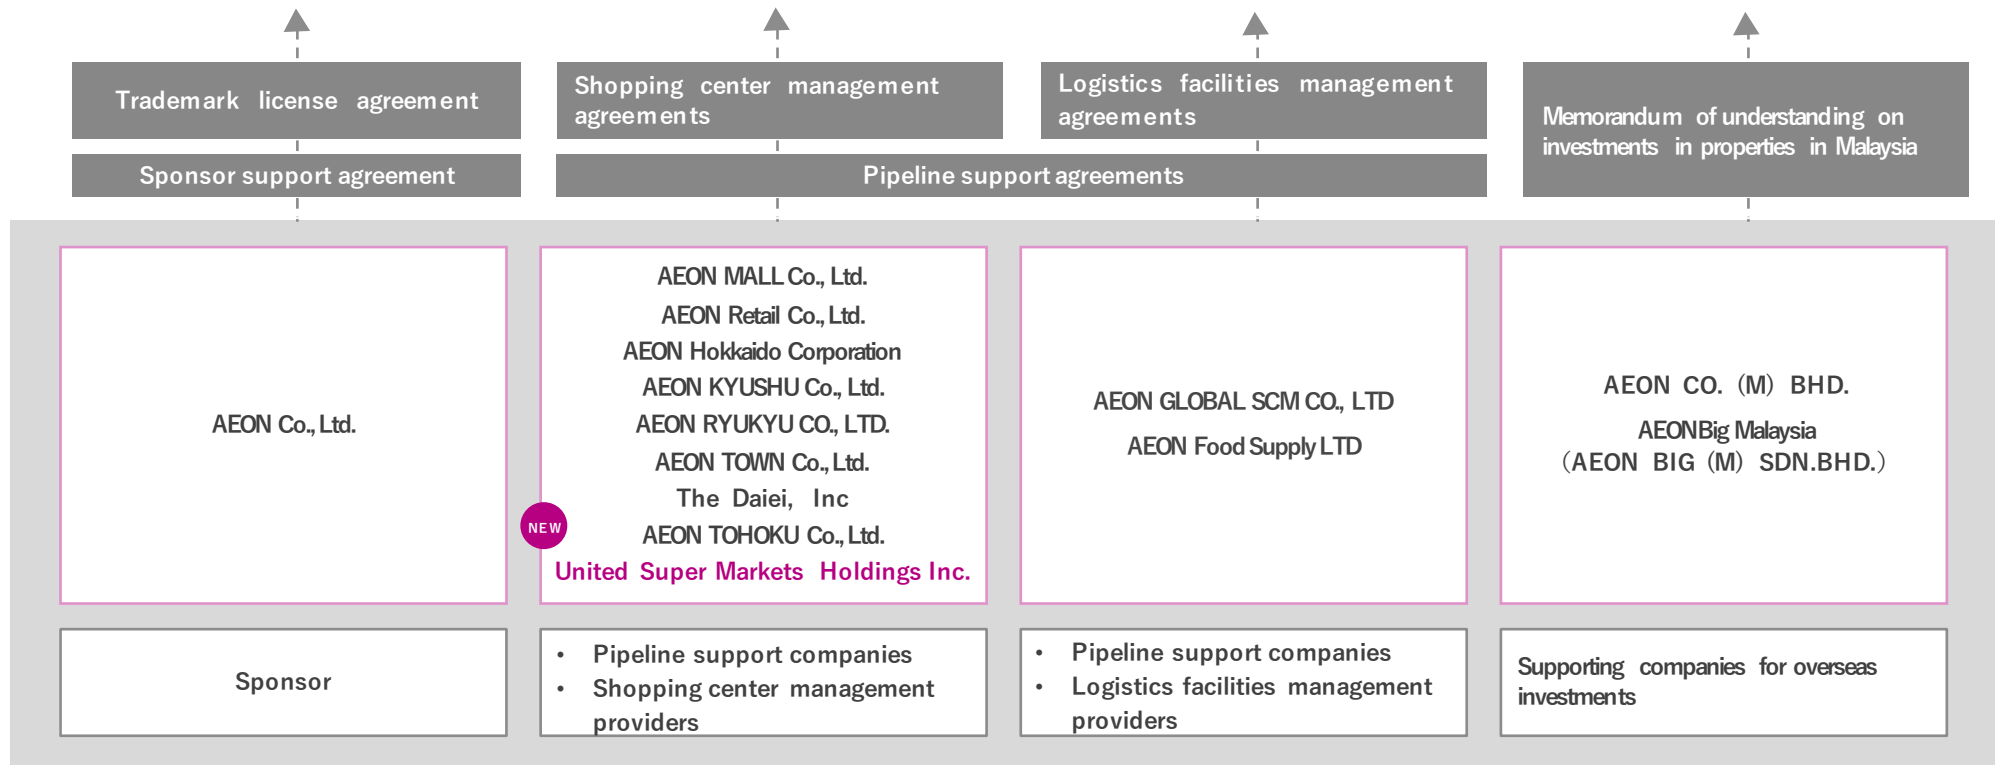 Trademark license agreement
Shopping center management
agreements
Logistics facilities management
agreements
Memorandum of understanding on
investments in properties in Malaysia
Sponsor support agreement
Pipeline support agreements
AEON Co., Ltd.
AEON MALL Co., Ltd.
AEON Retail Co., Ltd.
AEON Hokkaido Corporation
AEON KYUSHU Co., Ltd.
AEON RYUKYU CO., LTD.
AEON TOWN Co., Ltd.
The Daiei, Inc
AEON TOHOKU Co., Ltd.
NEW
United Super Markets Holdings Inc.
AEON GLOBAL SCM CO., LTD
AEON Food Supply LTD
AEON CO. (M) BHD.
AEONBig Malaysia
(AEON BIG (M) SDN.BHD.)
Sponsor
• Pipeline support companies
• Shopping center management
providers
• Pipeline support companies
• Logistics facilities management
providers
Supporting companies for overseas
investments